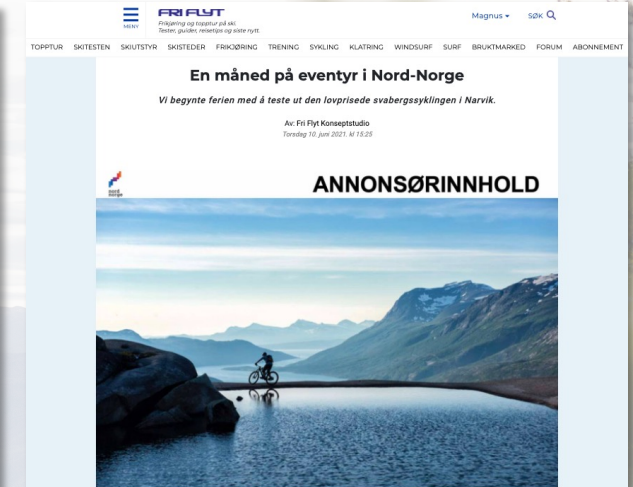 MENY
FRI FLYT
Frikjøring og topptur på ski.
Tester, guider, reisetips og siste nytt.
Magnus
SØK
TOPPTUR SKITESTEN SKIUTSTYR SKISTEDER FRIKJØRING TRENING SYKLING KLATRING WINDSURF SURF BRUKTMARKED FORUM ABONNEMENT
En måned på eventyr i Nord-Norge
Vi begynte ferien med å teste ut den lovprisede svabergssyklingen i Narvik.
Av: Fri Flyt Konseptstudio
Torsdag 10. juni 2021. kl 15:25
nord
norge
ANNONSØRINNHOLD